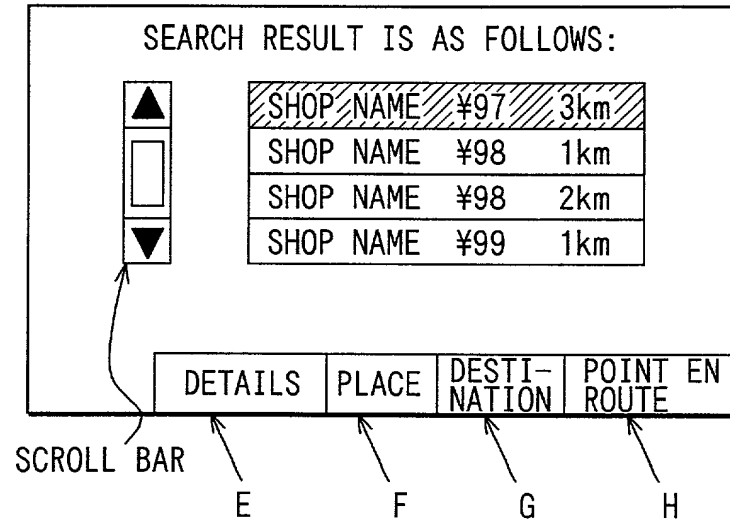 SEARCH RESULT IS AS FOLLOWS:
SHOP NAME ¥97 3km
SHOP NAME ¥98 1km
SHOP NAME ¥98 2km
SHOP NAME ¥99 1km
DETAILS PLACE DESTI- POINT EN
NATION ROUTE
SCROLL BAR
E F G H